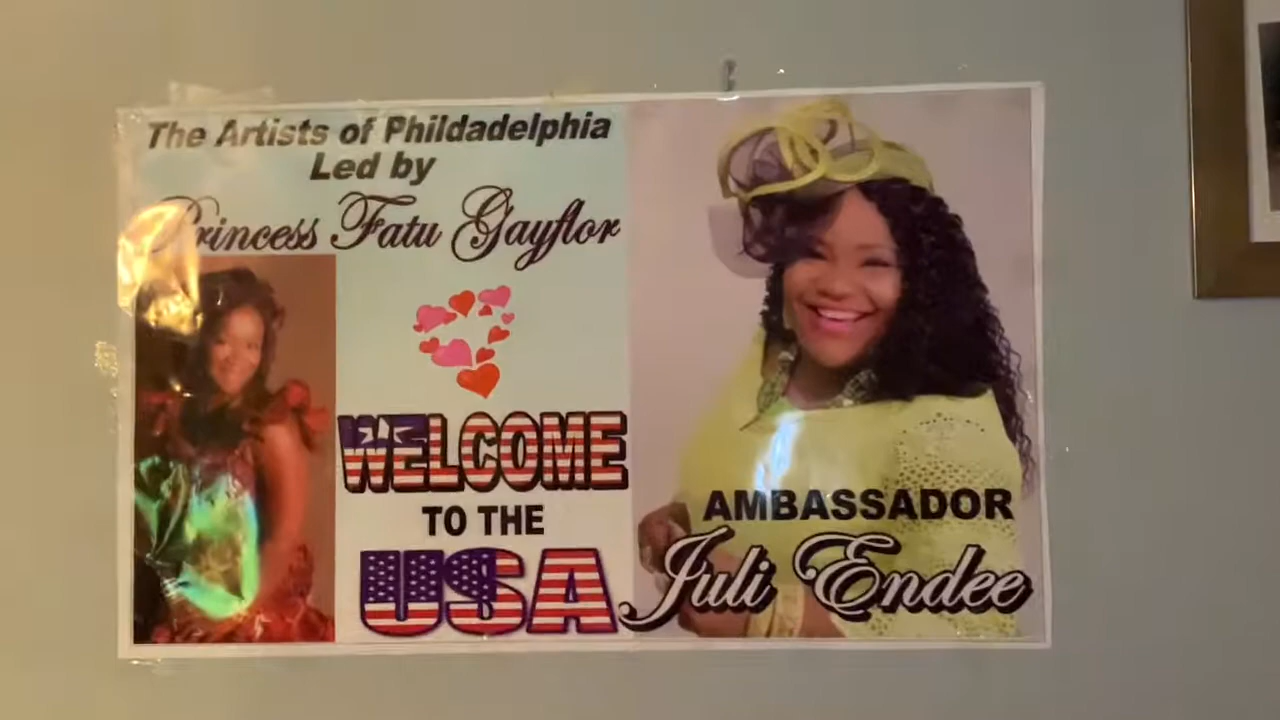 The Artists of Phildadelphia
Led by
Princess Fatu Gayflor
WELCOME
TO THE
USA
AMBASSADOR
Juli Endee